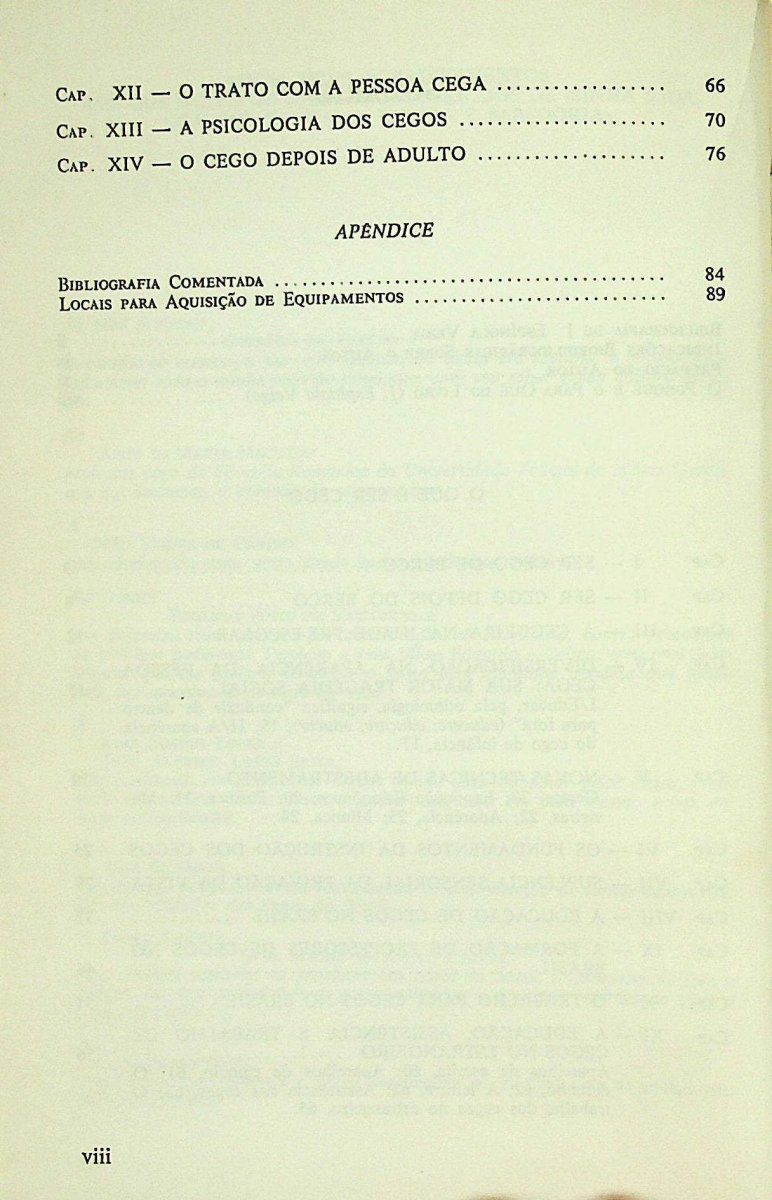 CAP. XII — O TRATO COM A PESSOA CEGA .................. 66
CAP. XIII — A PSICOLOGIA DOS CEGOS ...................... 70
CAP. XIV — O CEGO DEPOIS DE ADULTO .................... 76
APÊNDICE
BIBLIOGRAFIA COMENTADA .......................................... 84
LOCAIS PARA AQUISIÇÃO DE EQUIPAMENTOS ........................... 89
viii